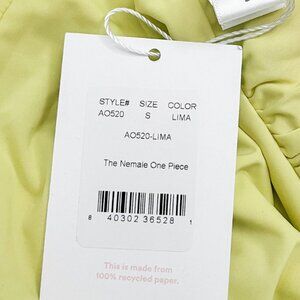 STYLE# SIZE COLOR
AO520 S LIMA
AO520-LIMA
The Nemale One Piece
8 40302 36528 1
This is made from
100% recycled paper.